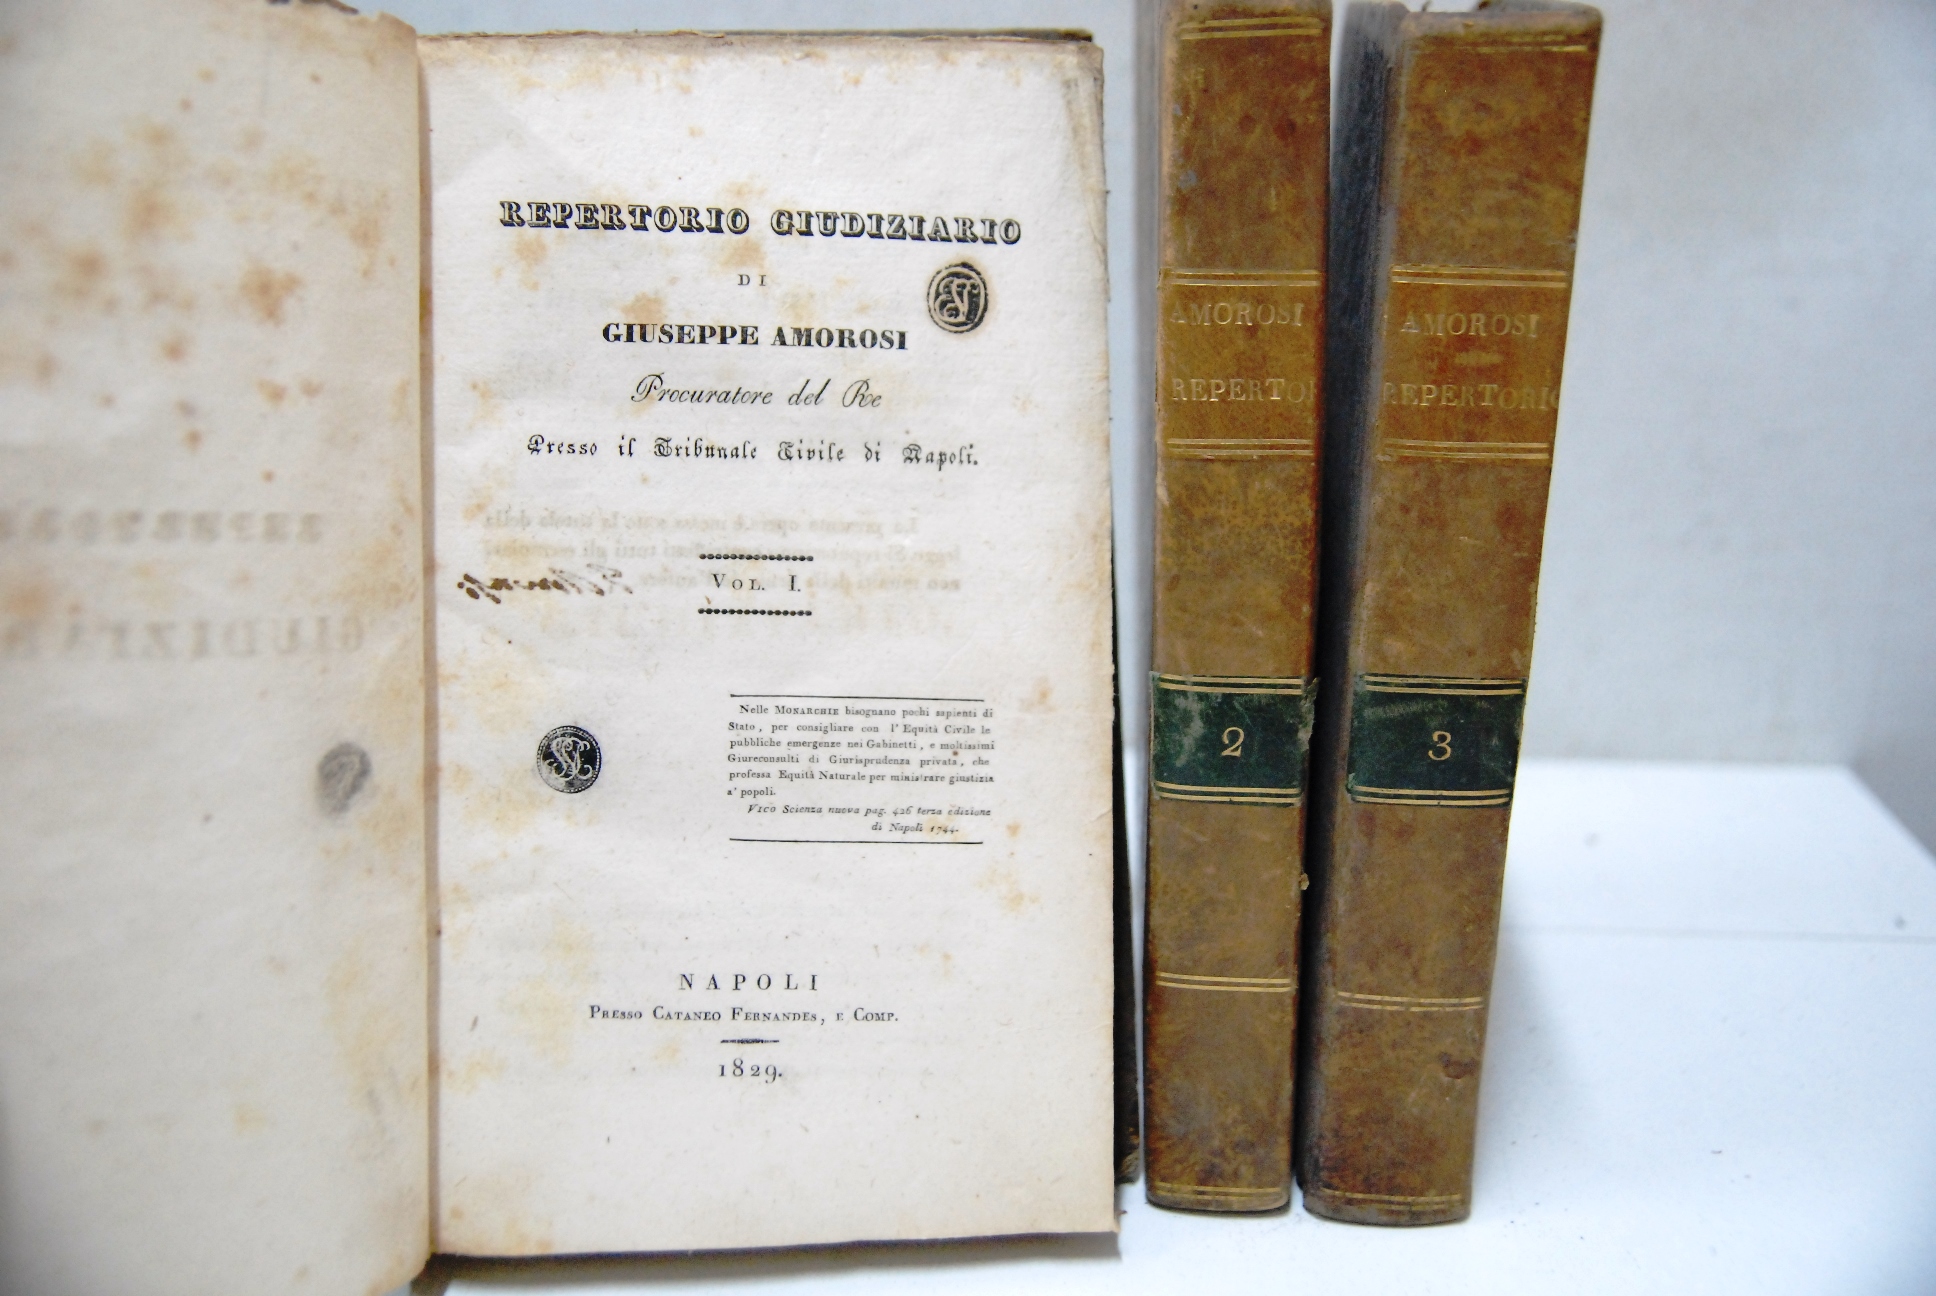 REPERTORIO GIUDIZIARIO
DI
GIUSEPPE AMOROSI
Procuratore del Re
Presso il Tribunale Civile di Napoli.
VOL. I.
Nelle MONARCHIE bisognano pochi sapienti di
Stato, per consigliare con l'Equità Civile le
pubbliche emergenze nei Gabinetti, e moltissimi
Giureconsulti di Giurisprudenza privata, che
professa Equità Naturale per ministrare giustizia
a' popoli.
VICO Scienza nuova pag. 426 terza edizione
di Napoli 1744.
NAPOLI
PRESSO CATANEO FERNANDES, E COMP.
1829.
AMOROSI
REPERTOR
2
AMOROSI
REPERTORIO
3